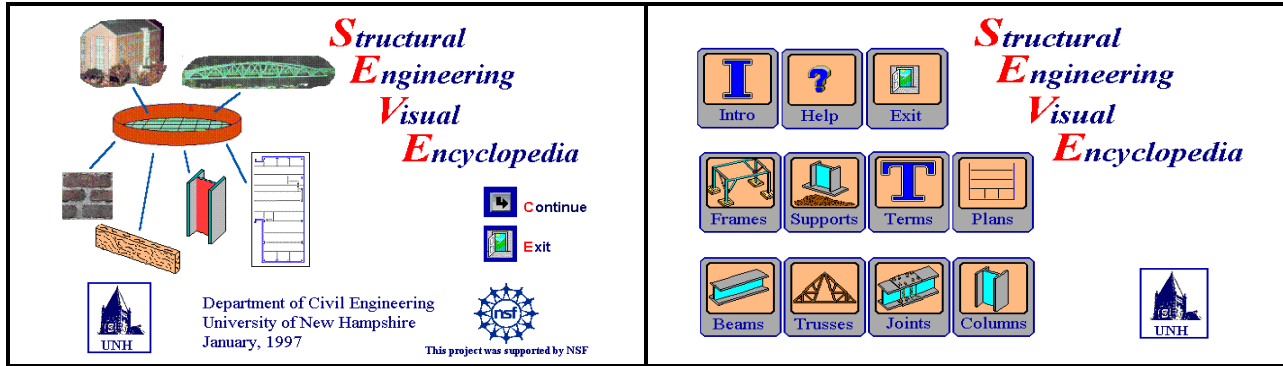 Structural
Engineering
Visual
Encyclopedia
Continue
Exit
UNH
Department of Civil Engineering
University of New Hampshire
January, 1997
nsf
This project was supported by NSF
Structural
Engineering
Visual
Encyclopedia
I ?
Intro Help Exit
T
Frames Supports Terms Plans
Beams Trusses Joints Columns
UNH